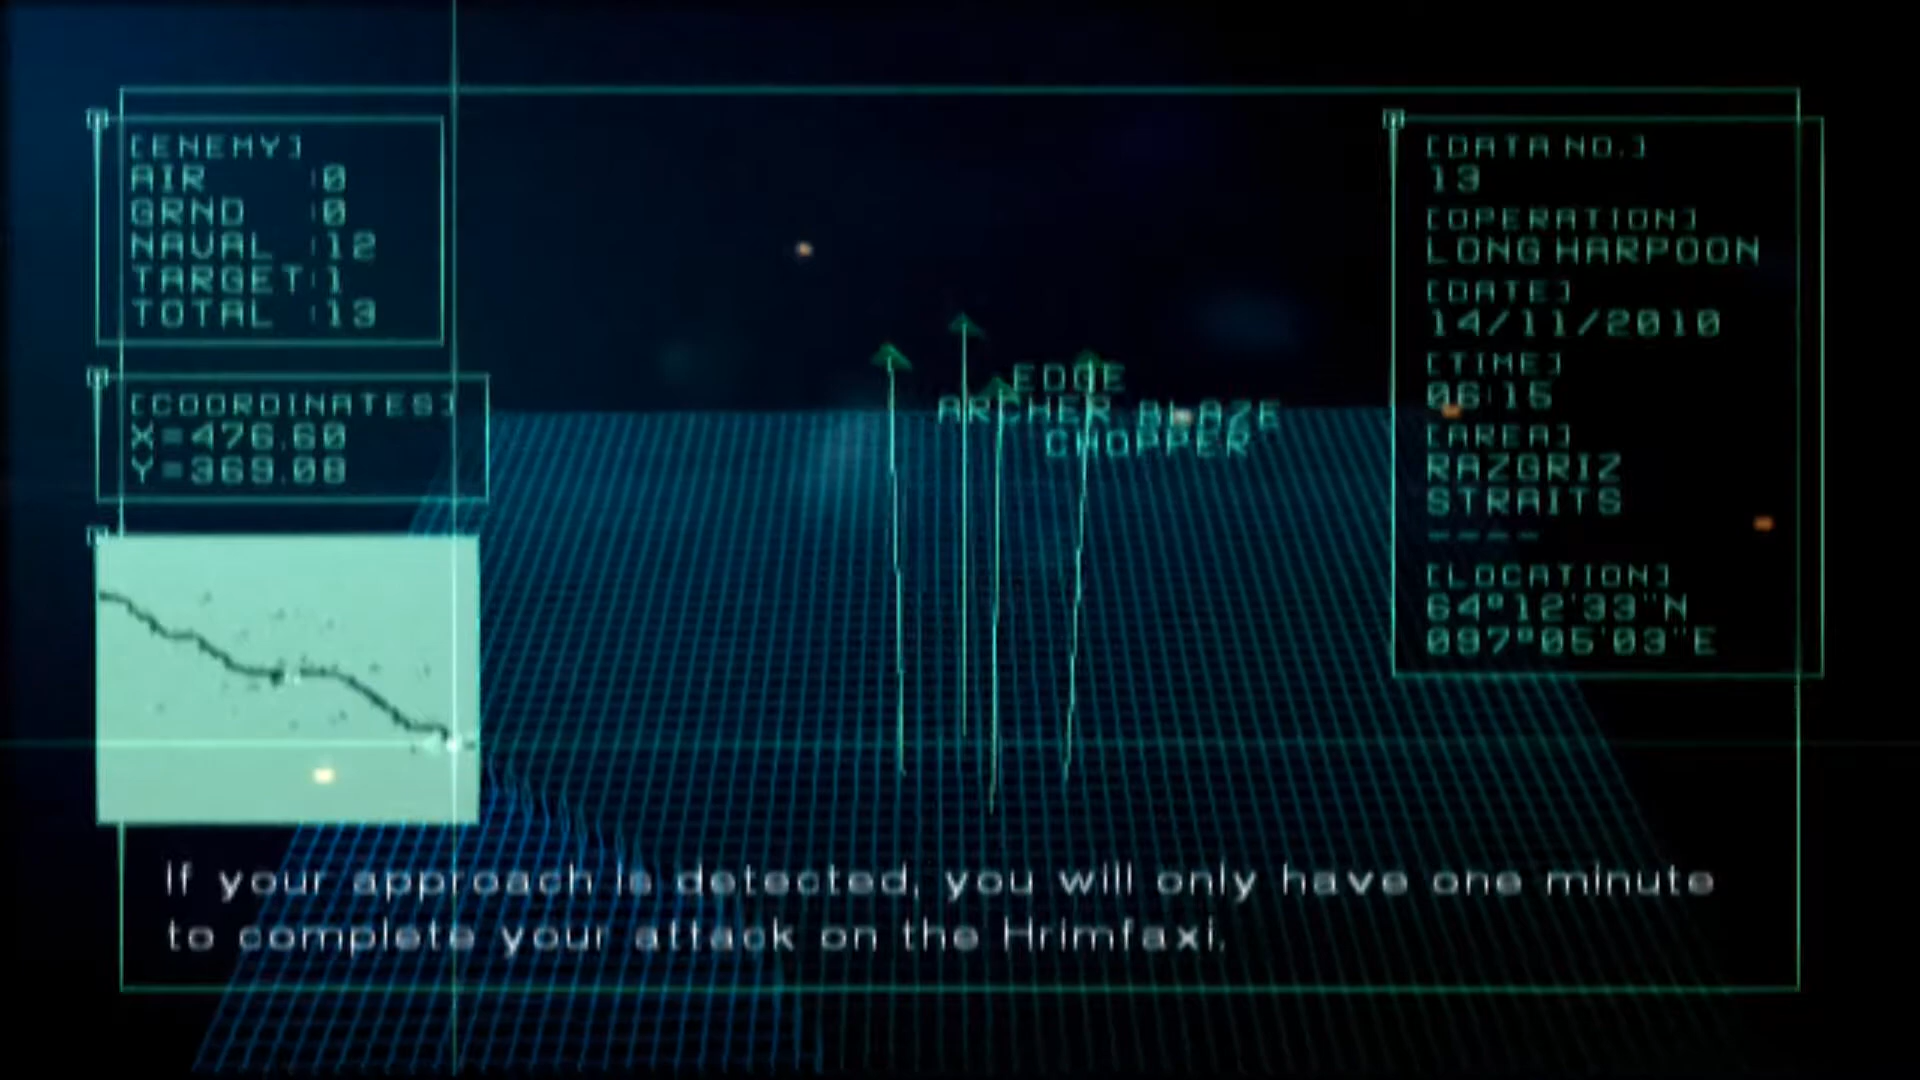 [ENEMY]
AIR :0
GRND :0
NAVAL :12
TARGET:1
TOTAL :13
[COORDINATES]
X=476.60
Y=369.08
EDGE
ARCHER BLAZE
CHOPPER
[DATA NO.]
13
[OPERATION]
LONG HARPOON
[DATE]
14/11/2010
[TIME]
06:15
[AREA]
RAZGRIZ
STRAITS
----
[LOCATION]
64°12'33"N
097°05'03"E
If your approach is detected, you will only have one minute
to complete your attack on the Hrimfaxi.